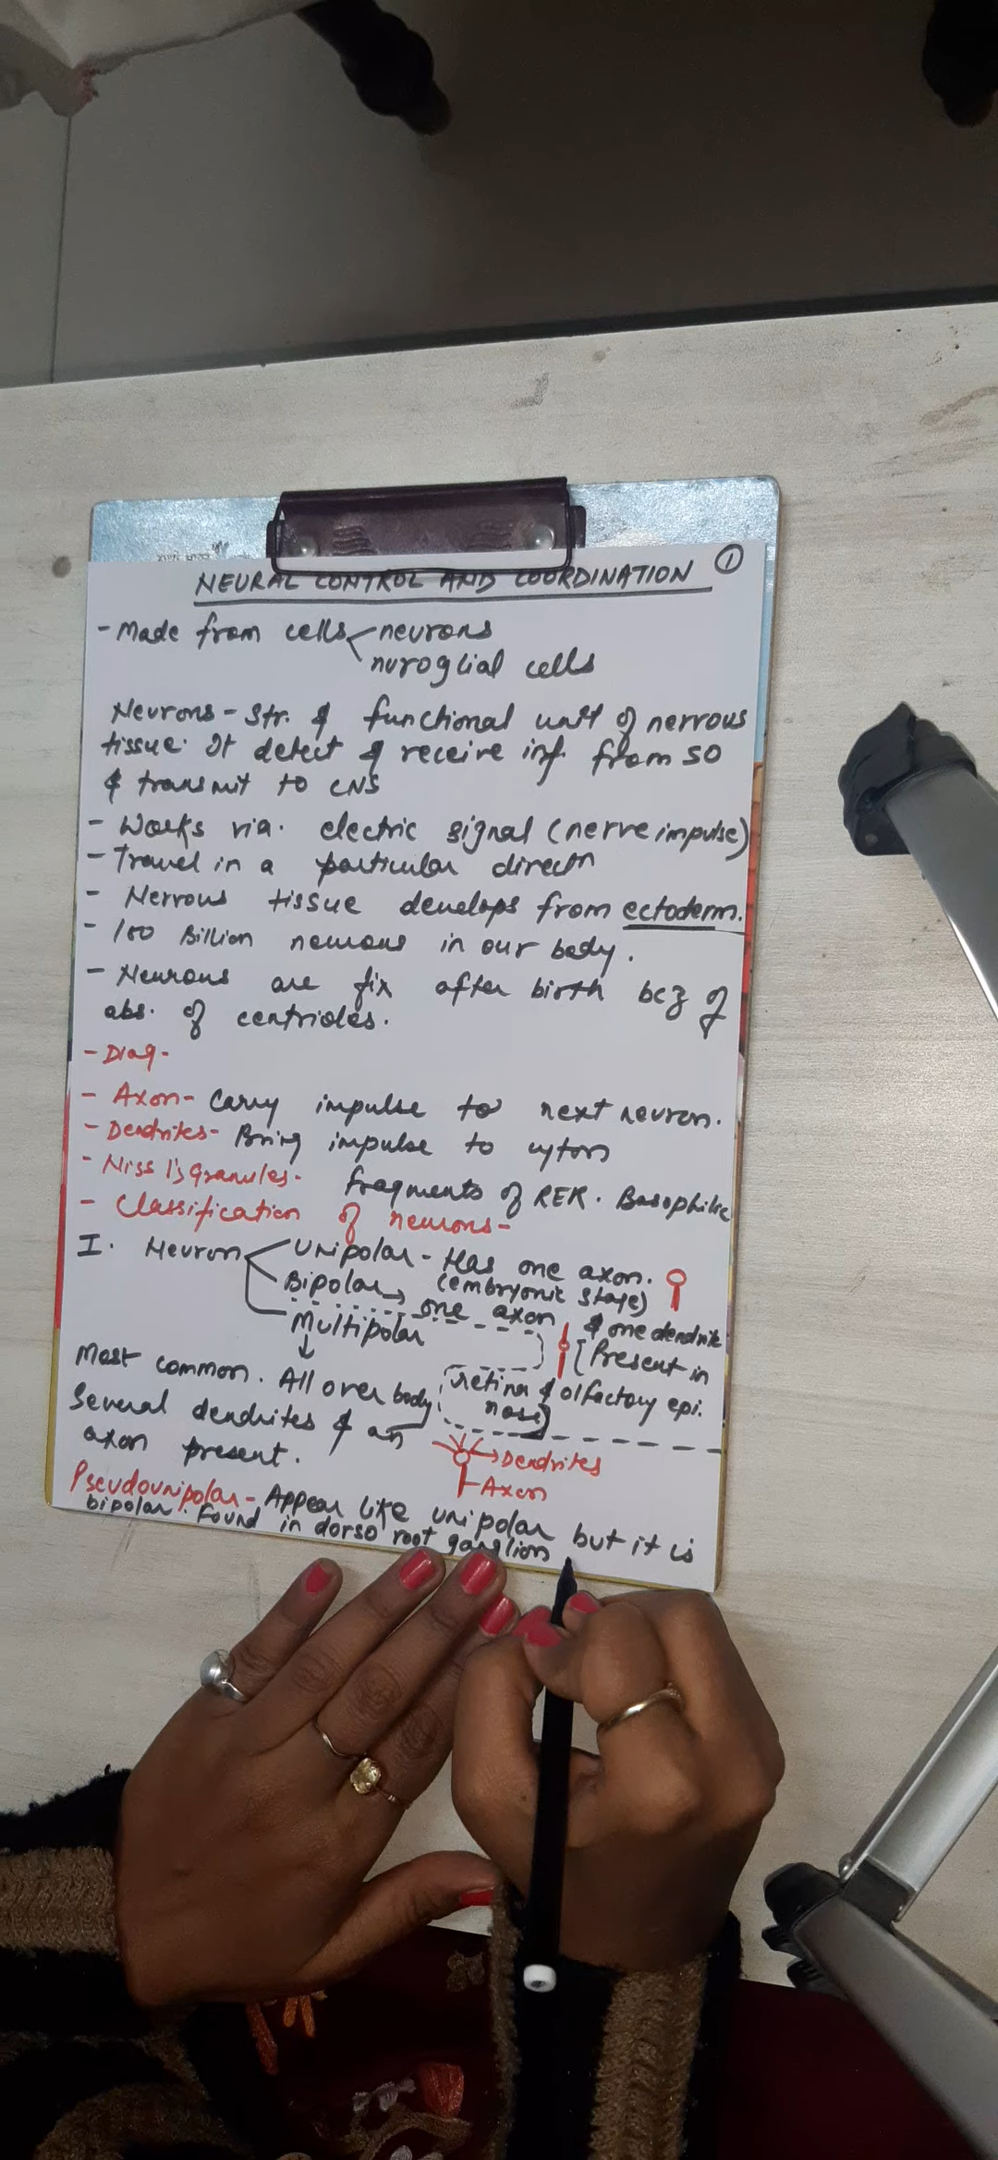 ①
NEURAL CONTROL AND COORDINATION
- Made from cells neurons
nuroglial cells
Neurons - Str. & functional unit of nervous
tissue. It detect & receive inf. from SO
& transmit to CNS
- Works via. electric signal (nerve impulse)
- Travel in a particular directn
- Nervous tissue develops from ectoderm.
- 100 Billion neurons in our body.
- Neurons are fix after birth bcz of
abs. of centrioles.
- Diag -
- Axon - Carry impulse to next neuron.
- Dendrites - Bring impulse to cyton
- Nissl's granules - fragments of RER. Basophilic
- Classification of neurons -
I. Neuron Unipolar - Has one axon.
(embryonic stage)
Bipolar → one axon & one dendrite
Multipolar [Present in
↓
Most common. All over body retina & olfactory epi.
nose)
Several dendrites & an
axon present.
→ Dendrites
Axon
Pseudounipolar - Appear like unipolar but it is
bipolar. Found in dorso root ganglion